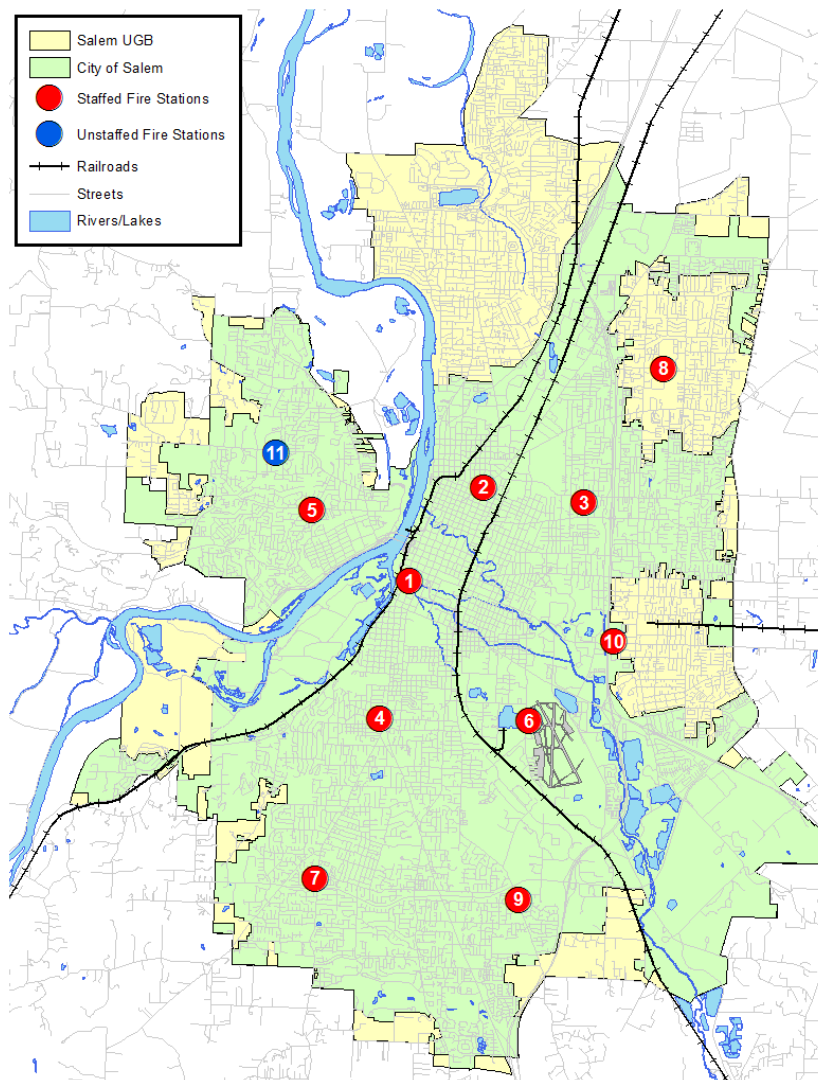 Salem UGB
City of Salem
Staffed Fire Stations
Unstaffed Fire Stations
Railroads
Streets
Rivers/Lakes
8
11
2
3
5
1
10
4
6
7
9